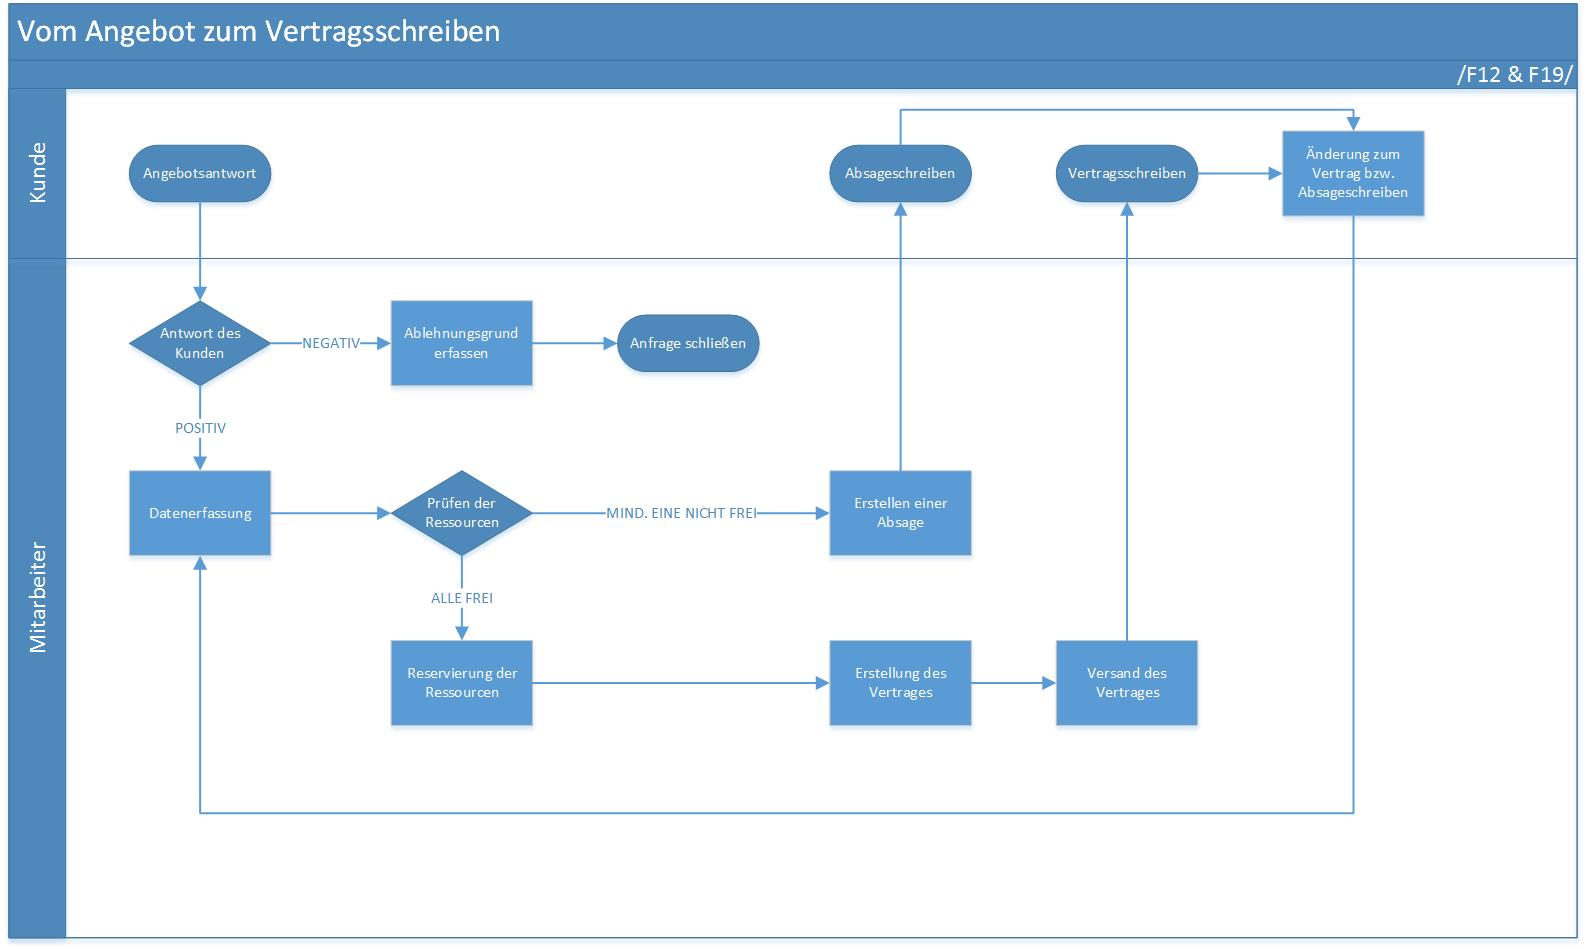 Vom Angebot zum Vertragsschreiben
/F12 & F19/
Kunde
Angebotsantwort
Absageschreiben
Vertragsschreiben
Änderung zum
Vertrag bzw.
Absageschreiben
Mitarbeiter
Antwort des
Kunden
NEGATIV
Ablehnungsgrund
erfassen
Anfrage schließen
POSITIV
Datenerfassung
Prüfen der
Ressourcen
MIND. EINE NICHT FREI
Erstellen einer
Absage
ALLE FREI
Reservierung der
Ressourcen
Erstellung des
Vertrages
Versand des
Vertrages